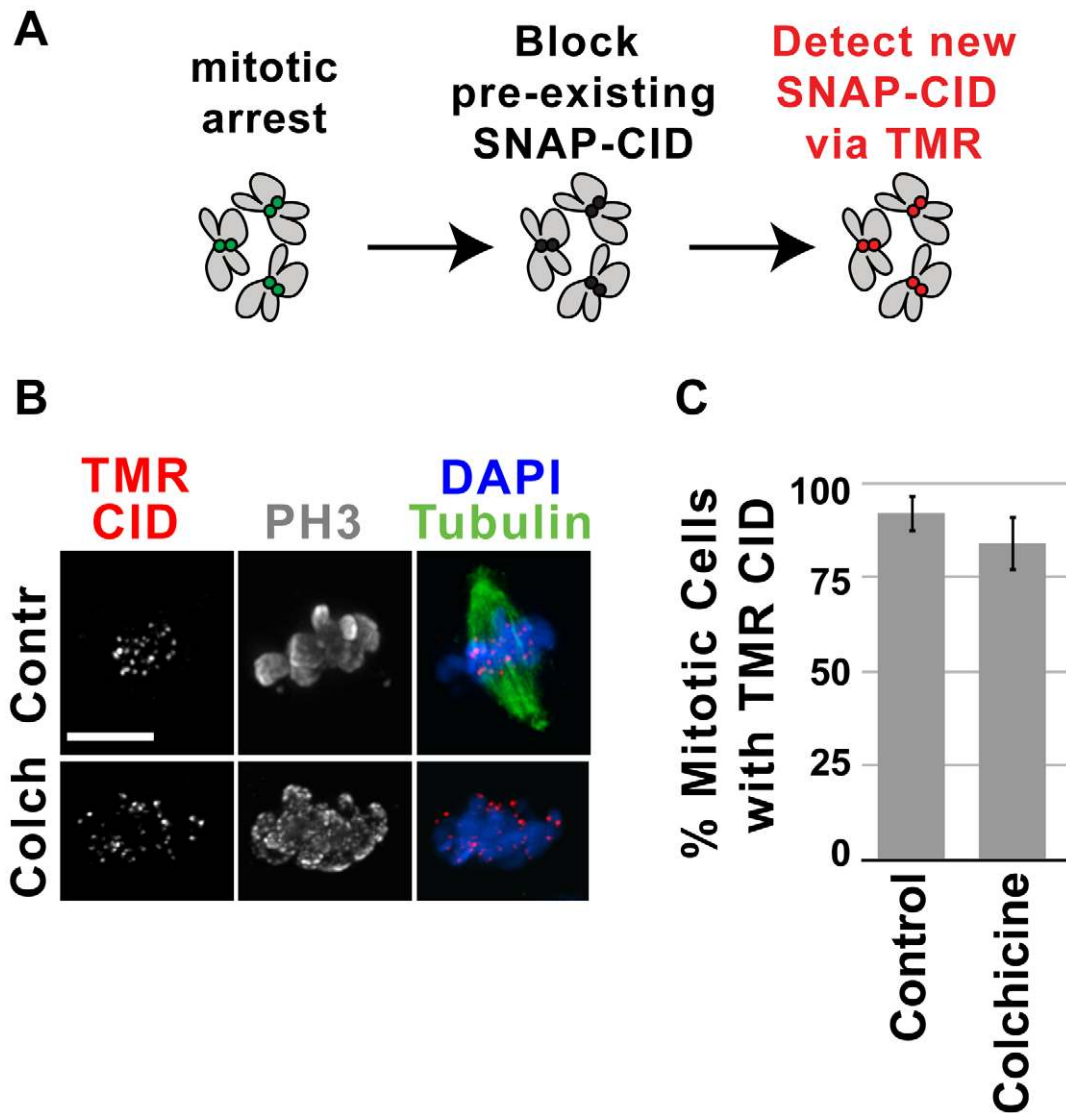 A
mitotic
arrest
Block
pre-existing
SNAP-CID
Detect new
SNAP-CID
via TMR
B
TMR
CID
PH3
DAPI
Tubulin
Contr
Colch
C
% Mitotic Cells
with TMR CID
100
75
50
25
0
Control
Colchicine